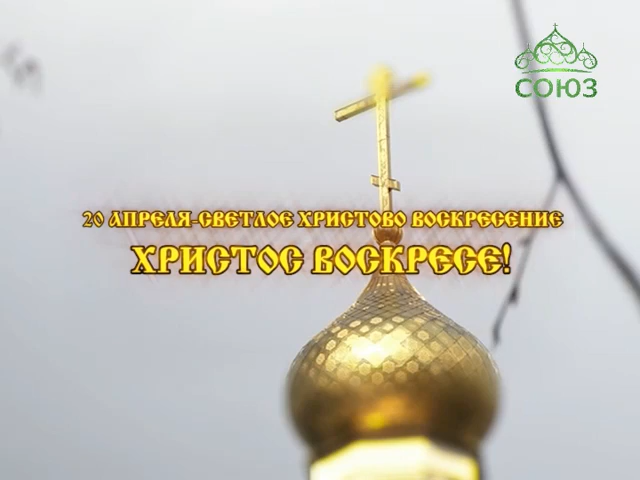 СОЮЗ
20 АПРЕЛЯ-СВЕТЛОЕ ХРИСТОВО ВОСКРЕСЕНИЕ
ХРИСТОС ВОСКРЕСЕ!